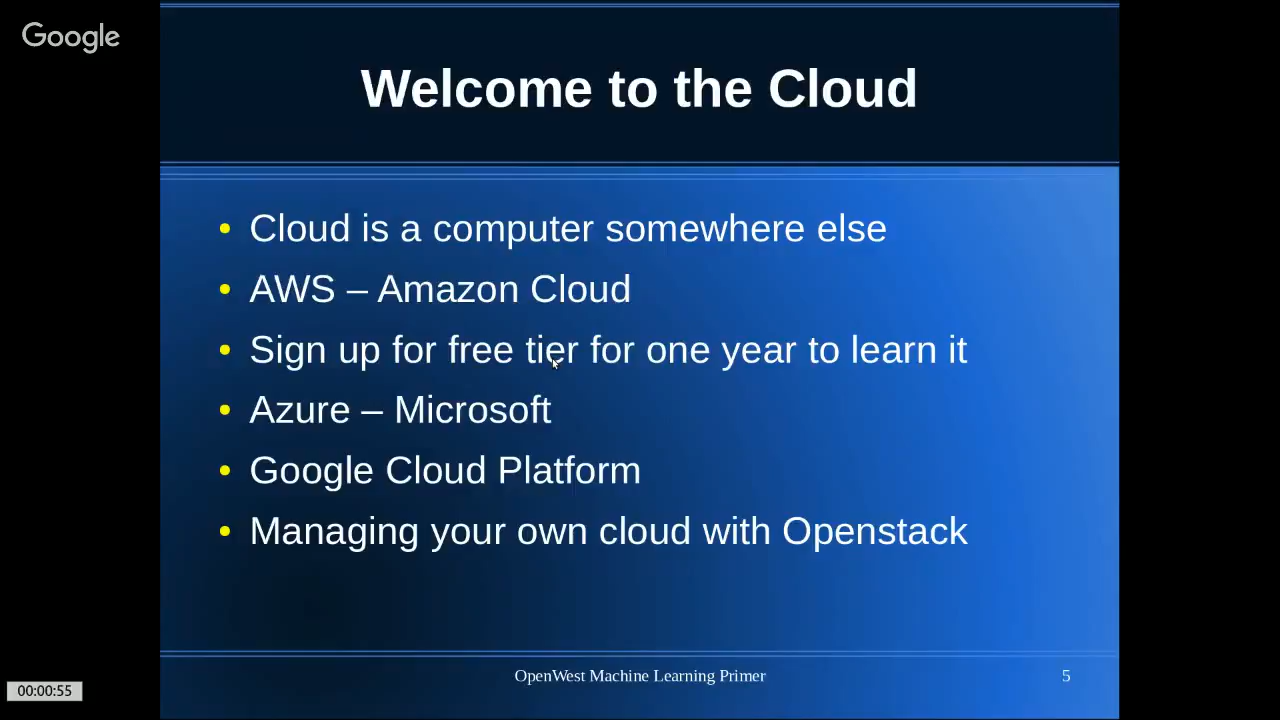 Google
Welcome to the Cloud
• Cloud is a computer somewhere else
• AWS – Amazon Cloud
• Sign up for free tier for one year to learn it
• Azure – Microsoft
• Google Cloud Platform
• Managing your own cloud with Openstack
OpenWest Machine Learning Primer 5
00:00:55